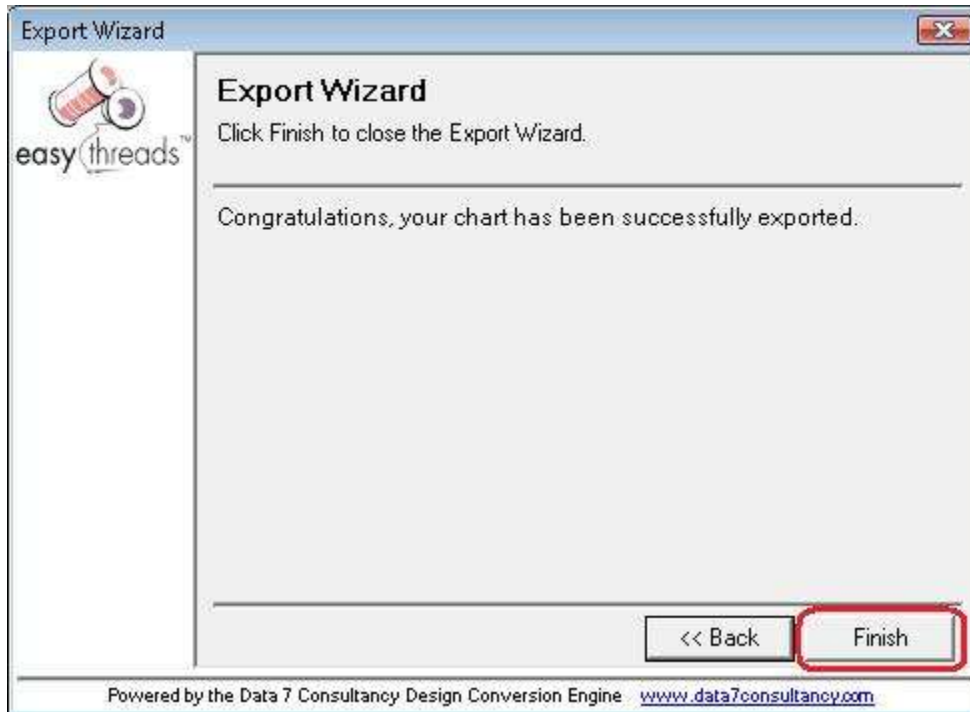 Export Wizard
easy threads™
Export Wizard
Click Finish to close the Export Wizard.
Congratulations, your chart has been successfully exported.
<< Back
Finish
Powered by the Data 7 Consultancy Design Conversion Engine www.data7consultancy.com